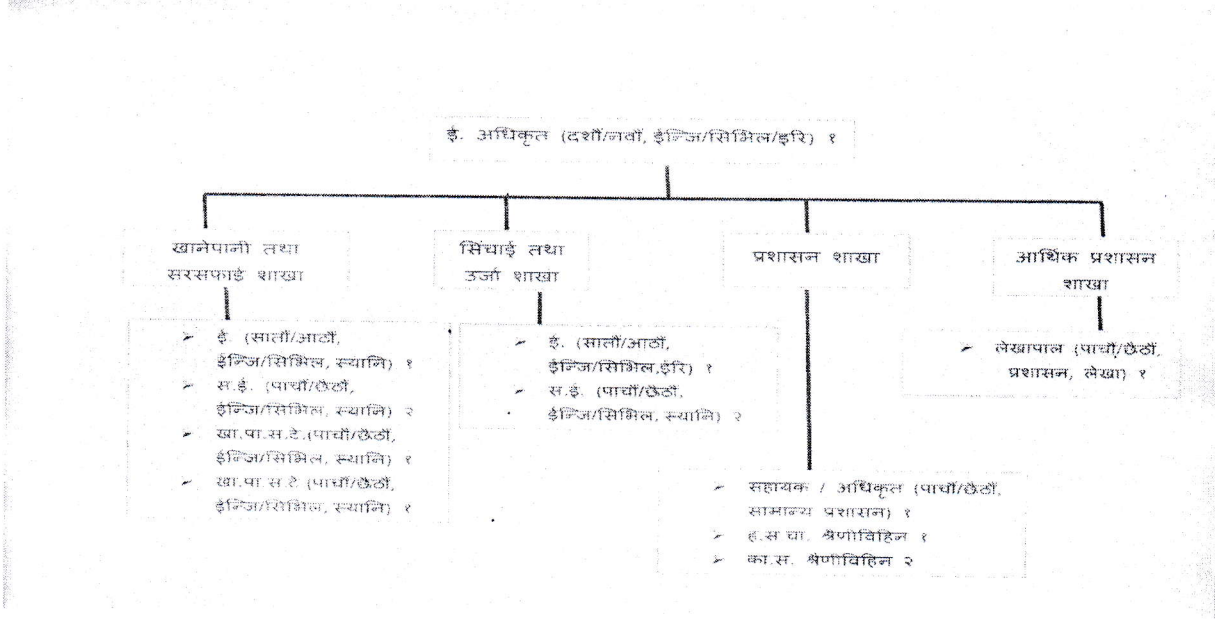 ई. अधिकृत (दशौं/नवौं, ईन्जि/सिभिल/इरि) १
खानेपानी तथा
सरसफाई शाखा
ई. (सातौं/आठौं,
ईन्जि/सिभिल, स्यानि) १
स.ई. (पाचौं/छैठौं,
ईन्जि/सिभिल, स्यानि) २
खा.पा.स.टे.(पाचौं/छैठौं,
ईन्जि/सिभिल, स्यानि) १
खा.पा.स.टे (पाचौं/छैठौं,
ईन्जि/सिभिल, स्यानि) १
सिंचाई तथा
उर्जा शाखा
ई. (सातौं/आठौं,
ईन्जि/सिभिल,ईरि) १
स.ई. (पाचौं/छैठौं,
ईन्जि/सिभिल, स्यानि) २
प्रशासन शाखा
सहायक / अधिकृत (पाचौं/छैठौं,
सामान्य प्रशासन) १
ह.स.चा. श्रेणीविहिन १
का.स. श्रेणीविहिन २
आर्थिक प्रशासन
शाखा
लेखापाल (पाचौं/छैठौं,
प्रशासन, लेखा) १